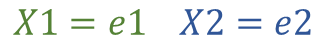 X1 = e1 X2 = e2